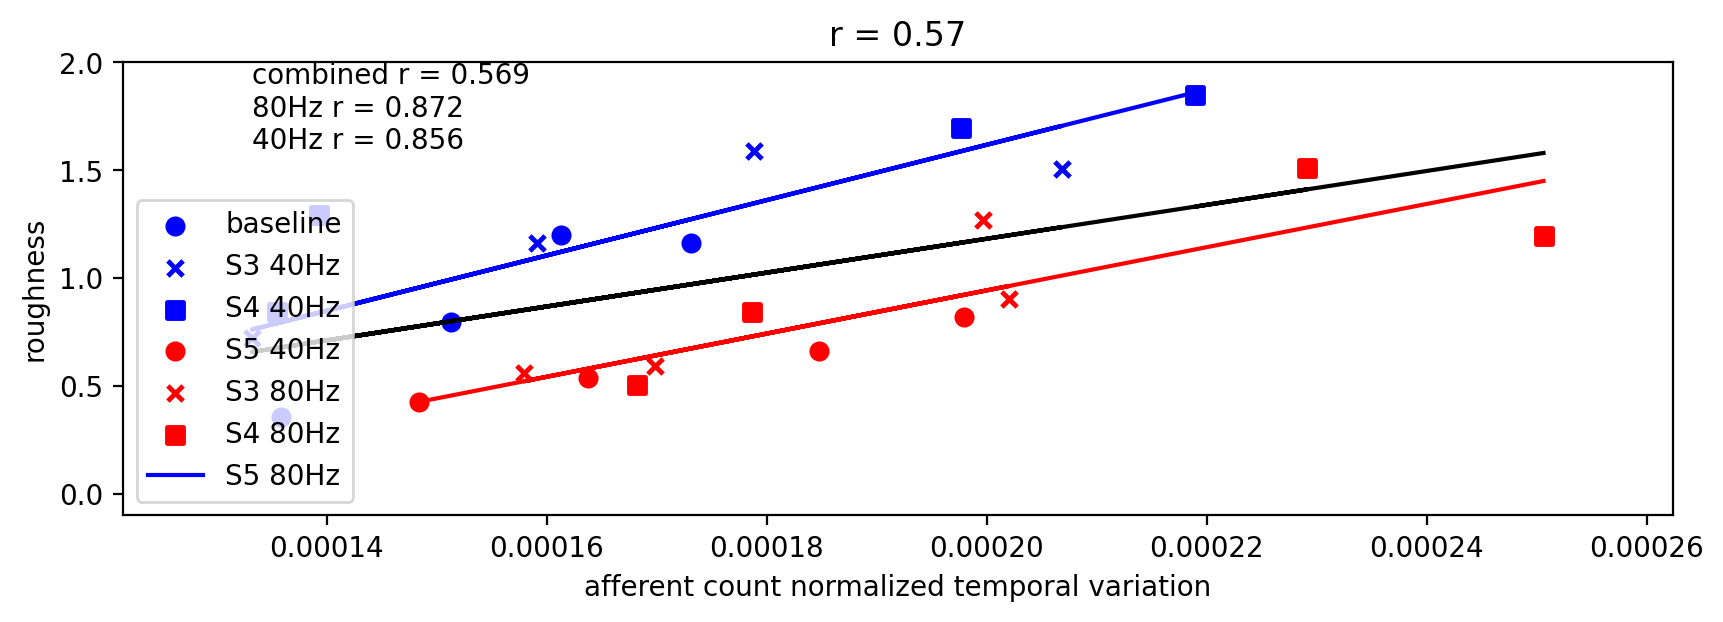 r = 0.57
combined r = 0.569
80Hz r = 0.872
40Hz r = 0.856
2.0
1.5
1.0
0.5
0.0
roughness
baseline
S3 40Hz
S4 40Hz
S5 40Hz
S3 80Hz
S4 80Hz
S5 80Hz
0.00014 0.00016 0.00018 0.00020 0.00022 0.00024 0.00026
afferent count normalized temporal variation